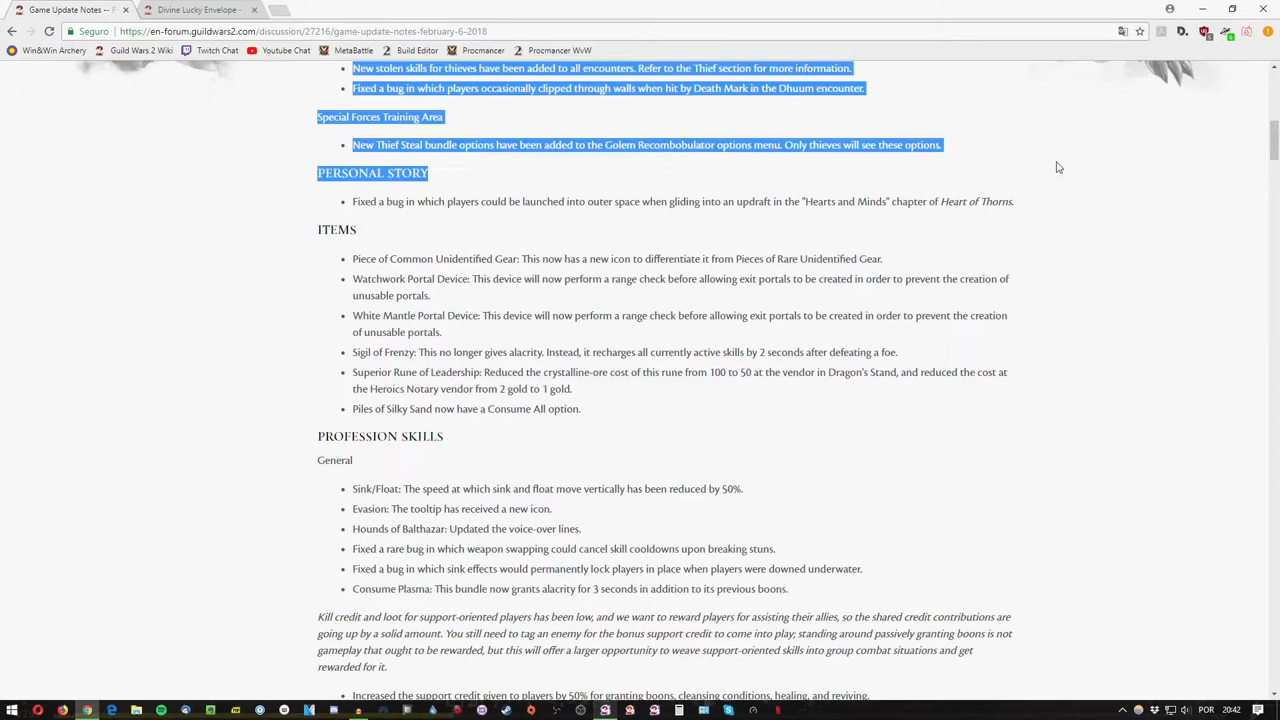 Game Update Notes -- F
Divine Lucky Envelope -
Seguro
https://en-forum.guildwars2.com/discussion/27216/game-update-notes-february-6-2018
Win&Win Archery
Guild Wars 2 Wiki
Twitch Chat
Youtube Chat
MetaBattle
Build Editor
Procmancer
Procmancer WvW
New stolen skills for thieves have been added to all encounters. Refer to the Thief section for more information.
Fixed a bug in which players occasionally clipped through walls when hit by Death Mark in the Dhuum encounter.
Special Forces Training Area
New Thief Steal bundle options have been added to the Golem Recombobulator options menu. Only thieves will see these options.
PERSONAL STORY
Fixed a bug in which players could be launched into outer space when gliding into an updraft in the "Hearts and Minds" chapter of Heart of Thorns.
ITEMS
Piece of Common Unidentified Gear: This now has a new icon to differentiate it from Pieces of Rare Unidentified Gear.
Watchwork Portal Device: This device will now perform a range check before allowing exit portals to be created in order to prevent the creation of
unusable portals.
White Mantle Portal Device: This device will now perform a range check before allowing exit portals to be created in order to prevent the creation
of unusable portals.
Sigil of Frenzy: This no longer gives alacrity. Instead, it recharges all currently active skills by 2 seconds after defeating a foe.
Superior Rune of Leadership: Reduced the crystalline-ore cost of this rune from 100 to 50 at the vendor in Dragon's Stand, and reduced the cost at
the Heroics Notary vendor from 2 gold to 1 gold.
Piles of Silky Sand now have a Consume All option.
PROFESSION SKILLS
General
Sink/Float: The speed at which sink and float move vertically has been reduced by 50%.
Evasion: The tooltip has received a new icon.
Hounds of Balthazar: Updated the voice-over lines.
Fixed a rare bug in which weapon swapping could cancel skill cooldowns upon breaking stuns.
Fixed a bug in which sink effects would permanently lock players in place when players were downed underwater.
Consume Plasma: This bundle now grants alacrity for 3 seconds in addition to its previous boons.
Kill credit and loot for support-oriented players has been low, and we want to reward players for assisting their allies, so the shared credit contributions are
going up by a solid amount. You still need to tag an enemy for the bonus support credit to come into play; standing around passively granting boons is not
gameplay that ought to be rewarded, but this will offer a larger opportunity to weave support-oriented skills into group combat situations and get
rewarded for it.
Increased the support credit given to players by 50% for granting boons, cleansing conditions, healing, and reviving.
POR
20:42